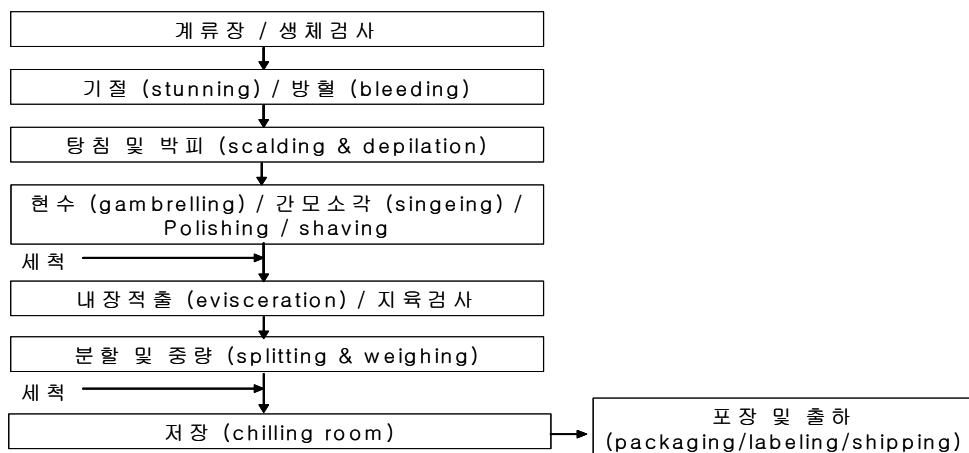 계류장 / 생체검사
기절 (stunning) / 방혈 (bleeding)
탕침 및 박피 (scalding & depilation)
현수 (gambrelling) / 간모소각 (singeing) /
Polishing / shaving
세척
내장적출 (evisceration) / 지육검사
분할 및 중량 (splitting & weighing)
세척
저장 (chilling room)
포장 및 출하
(packaging/labeling/shipping)